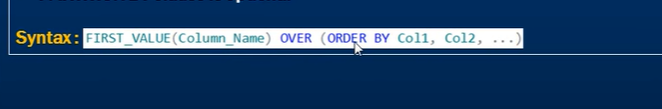 Syntax : FIRST_VALUE(Column_Name) OVER (ORDER BY Col1, Col2, ...)